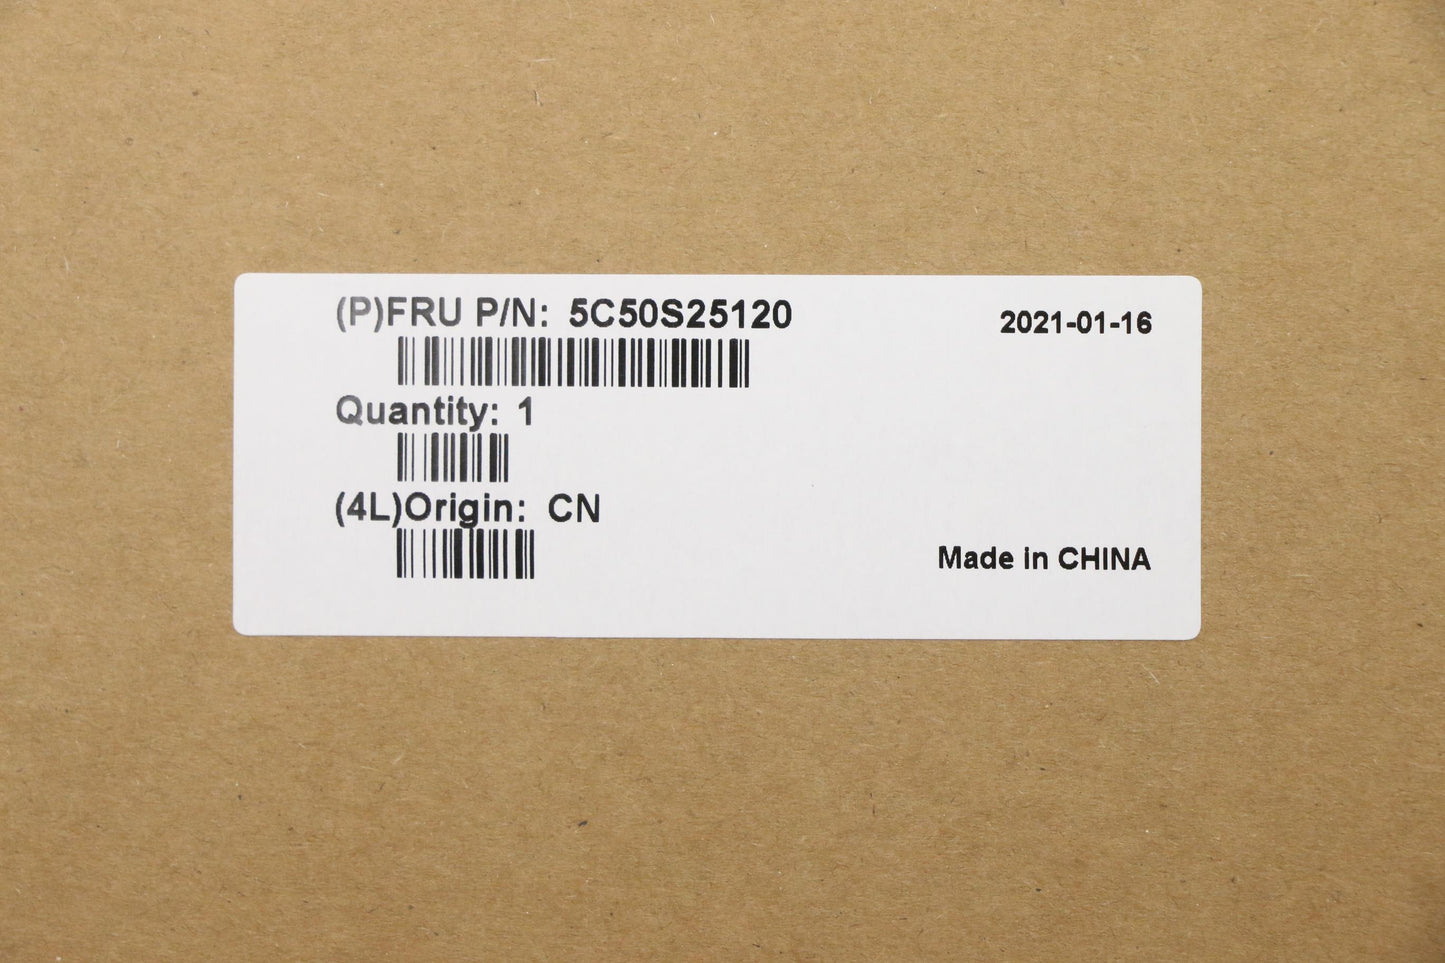 (P)FRU P/N: 5C50S25120
2021-01-16
Quantity: 1
(4L)Origin: CN
Made in CHINA